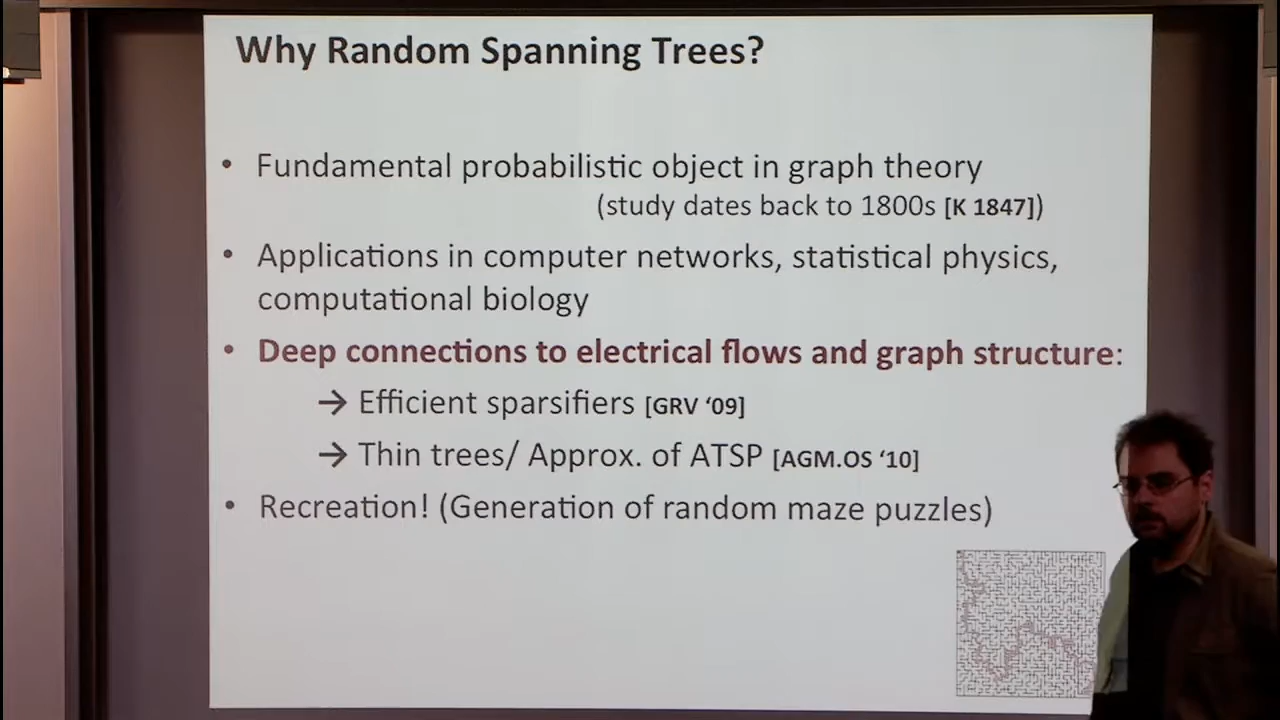 Why Random Spanning Trees?
• Fundamental probabilistic object in graph theory
(study dates back to 1800s [K 1847])
• Applications in computer networks, statistical physics,
computational biology
• Deep connections to electrical flows and graph structure:
→ Efficient sparsifiers [GRV ‘09]
→ Thin trees/ Approx. of ATSP [AGM.OS ‘10]
• Recreation! (Generation of random maze puzzles)